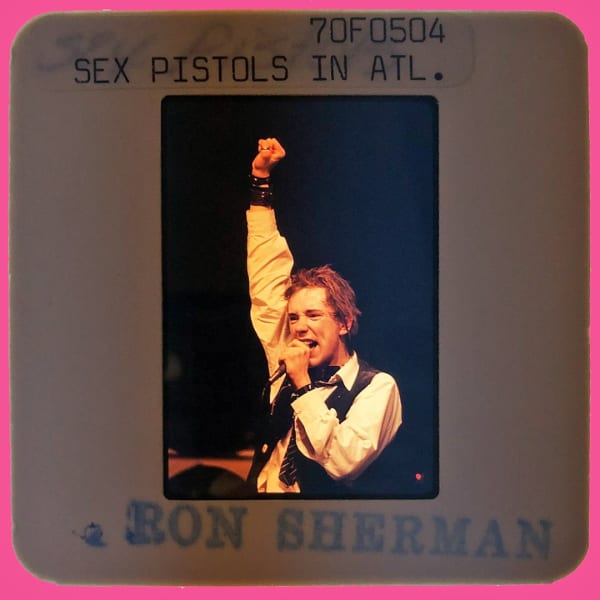 70F0504
SEX PISTOLS IN ATL.
RON SHERMAN